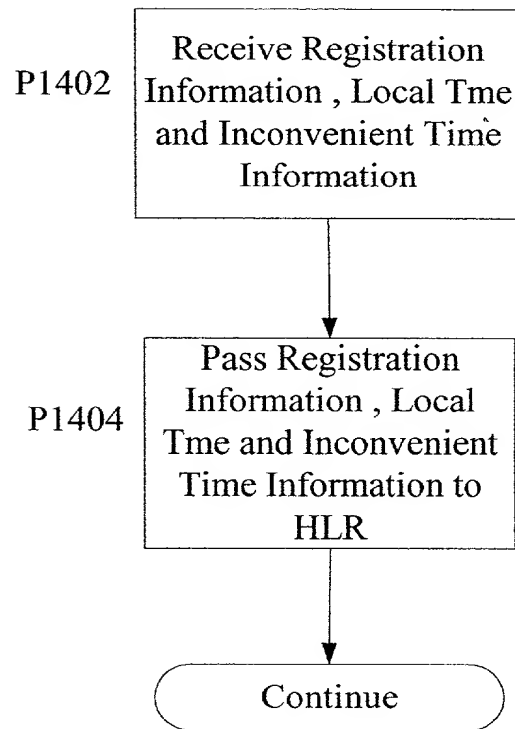 P1402
Receive Registration
Information , Local Tme
and Inconvenient Time
Information
P1404
Pass Registration
Information , Local
Tme and Inconvenient
Time Information to
HLR
Continue